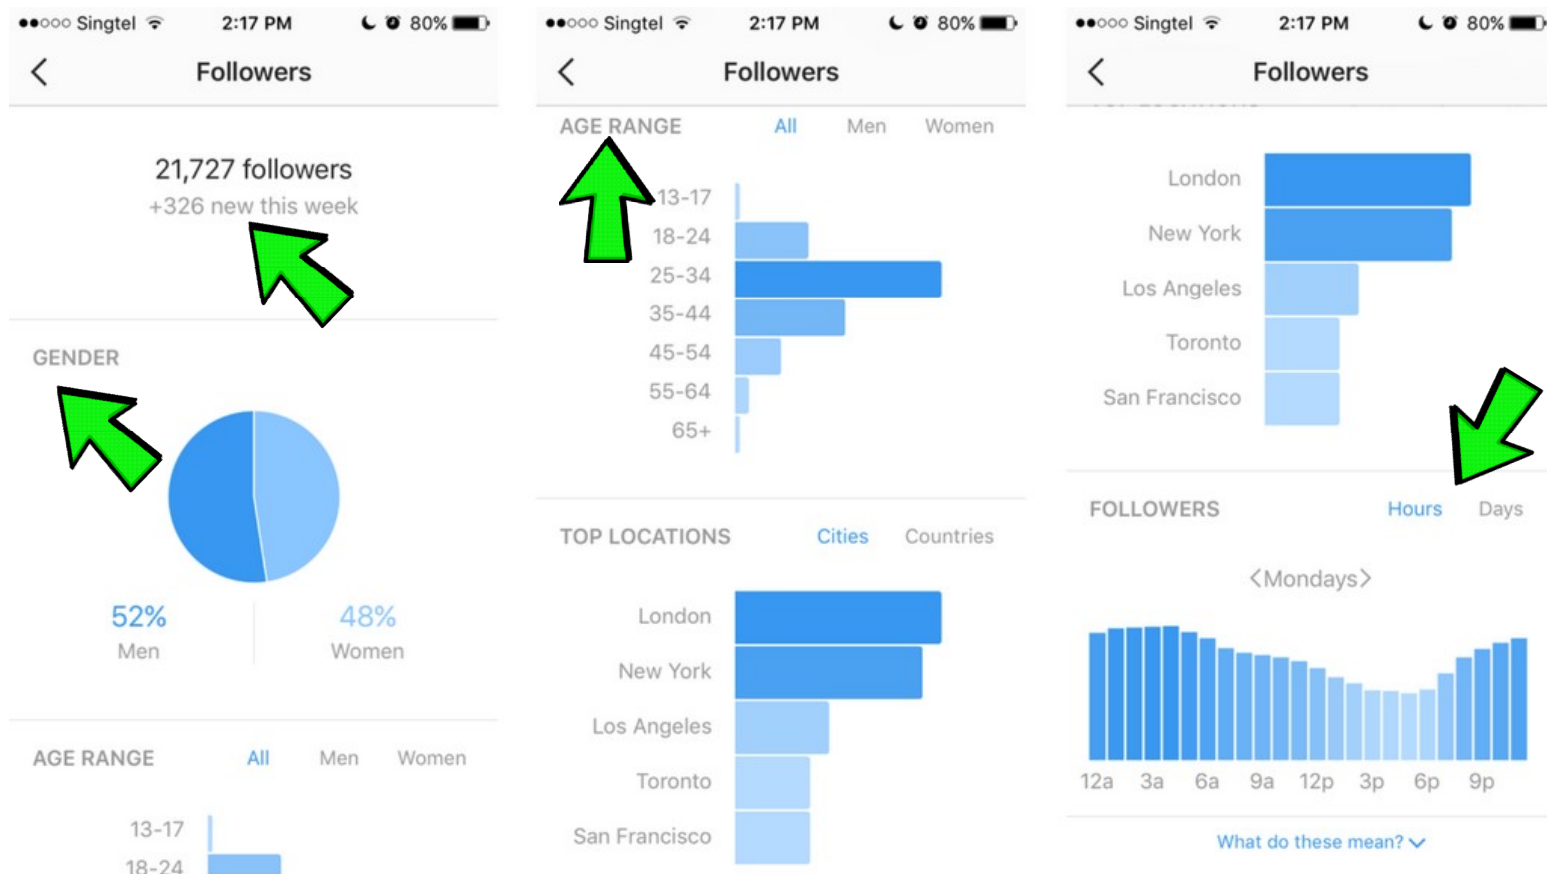 Singtel 2:17 PM 80%
Followers
21,727 followers
+326 new this week
GENDER
52% 48%
Men Women
AGE RANGE All Men Women
13-17
18-24
Singtel 2:17 PM 80%
Followers
AGE RANGE All Men Women
13-17
18-24
25-34
35-44
45-54
55-64
65+
TOP LOCATIONS Cities Countries
London
New York
Los Angeles
Toronto
San Francisco
Singtel 2:17 PM 80%
Followers
London
New York
Los Angeles
Toronto
San Francisco
FOLLOWERS Hours Days
<Mondays>
12a 3a 6a 9a 12p 3p 6p 9p
What do these mean?